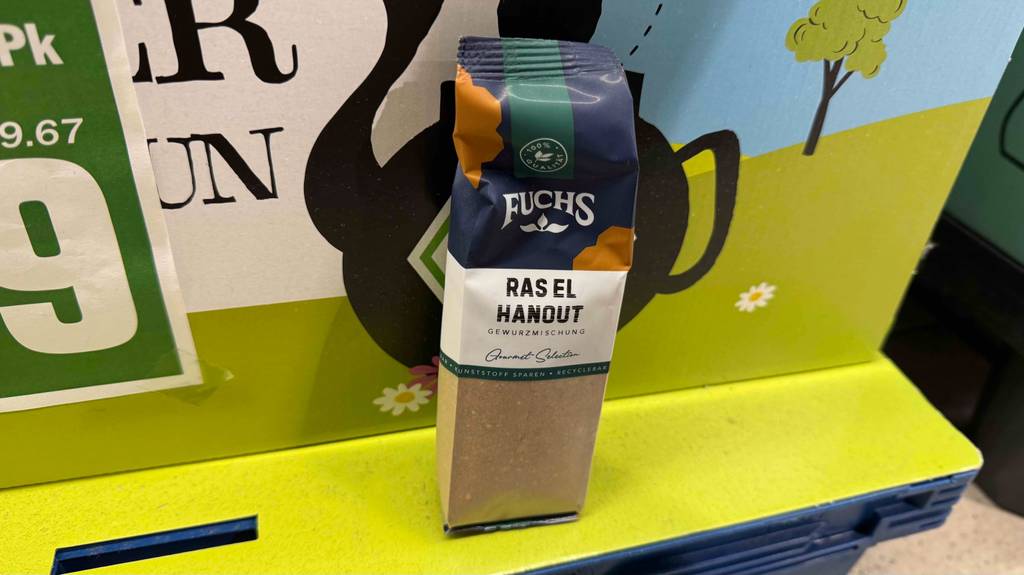 Pk
9.67
9
ER
UN
100%
QUALITÄT
FUCHS
RAS EL
HANOUT
GEWURZMISCHUNG
Gourmet Selection
KUNSTSTOFF SPAREN • RECYCLEBAR